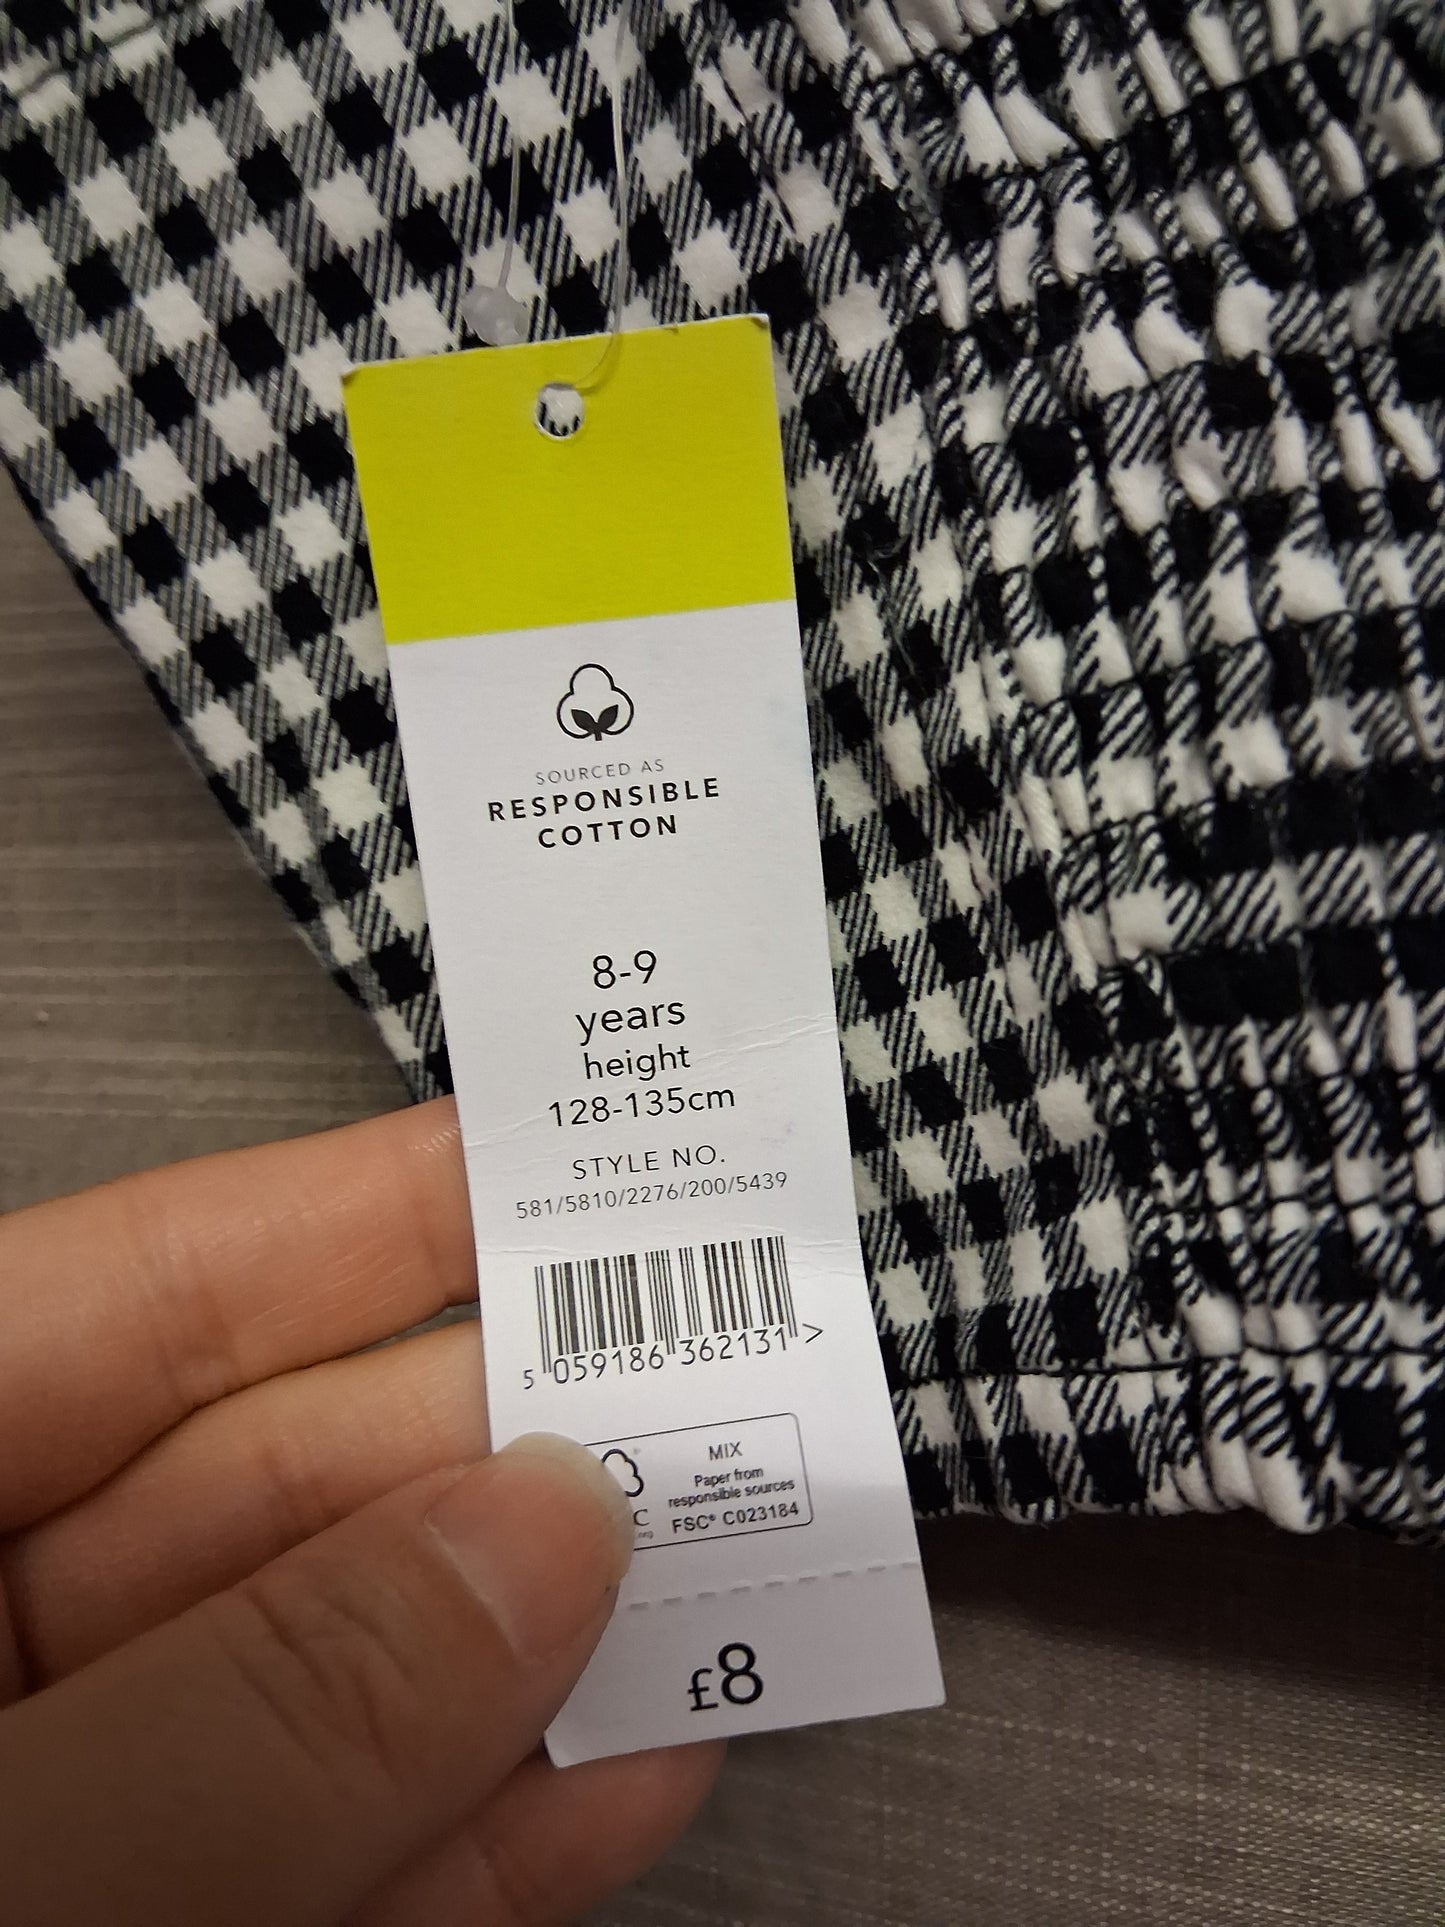 SOURCED AS
RESPONSIBLE
COTTON
8-9
years
height
128-135cm
STYLE NO.
581/5810/2276/200/5439
5 059186 362131 >
MIX
Paper from
responsible sources
FSC® C023184
£8